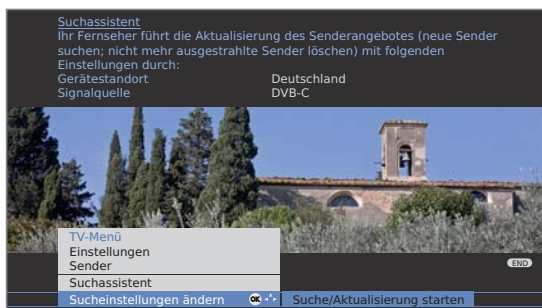 Suchassistent
Ihr Fernseher führt die Aktualisierung des Senderangebotes (neue Sender
suchen; nicht mehr ausgestrahlte Sender löschen) mit folgenden
Einstellungen durch:
Gerätestandort Deutschland
Signalquelle DVB-C
TV-Menü
Einstellungen
Sender
END
Suchassistent
Sucheinstellungen ändern OK Suche/Aktualisierung starten